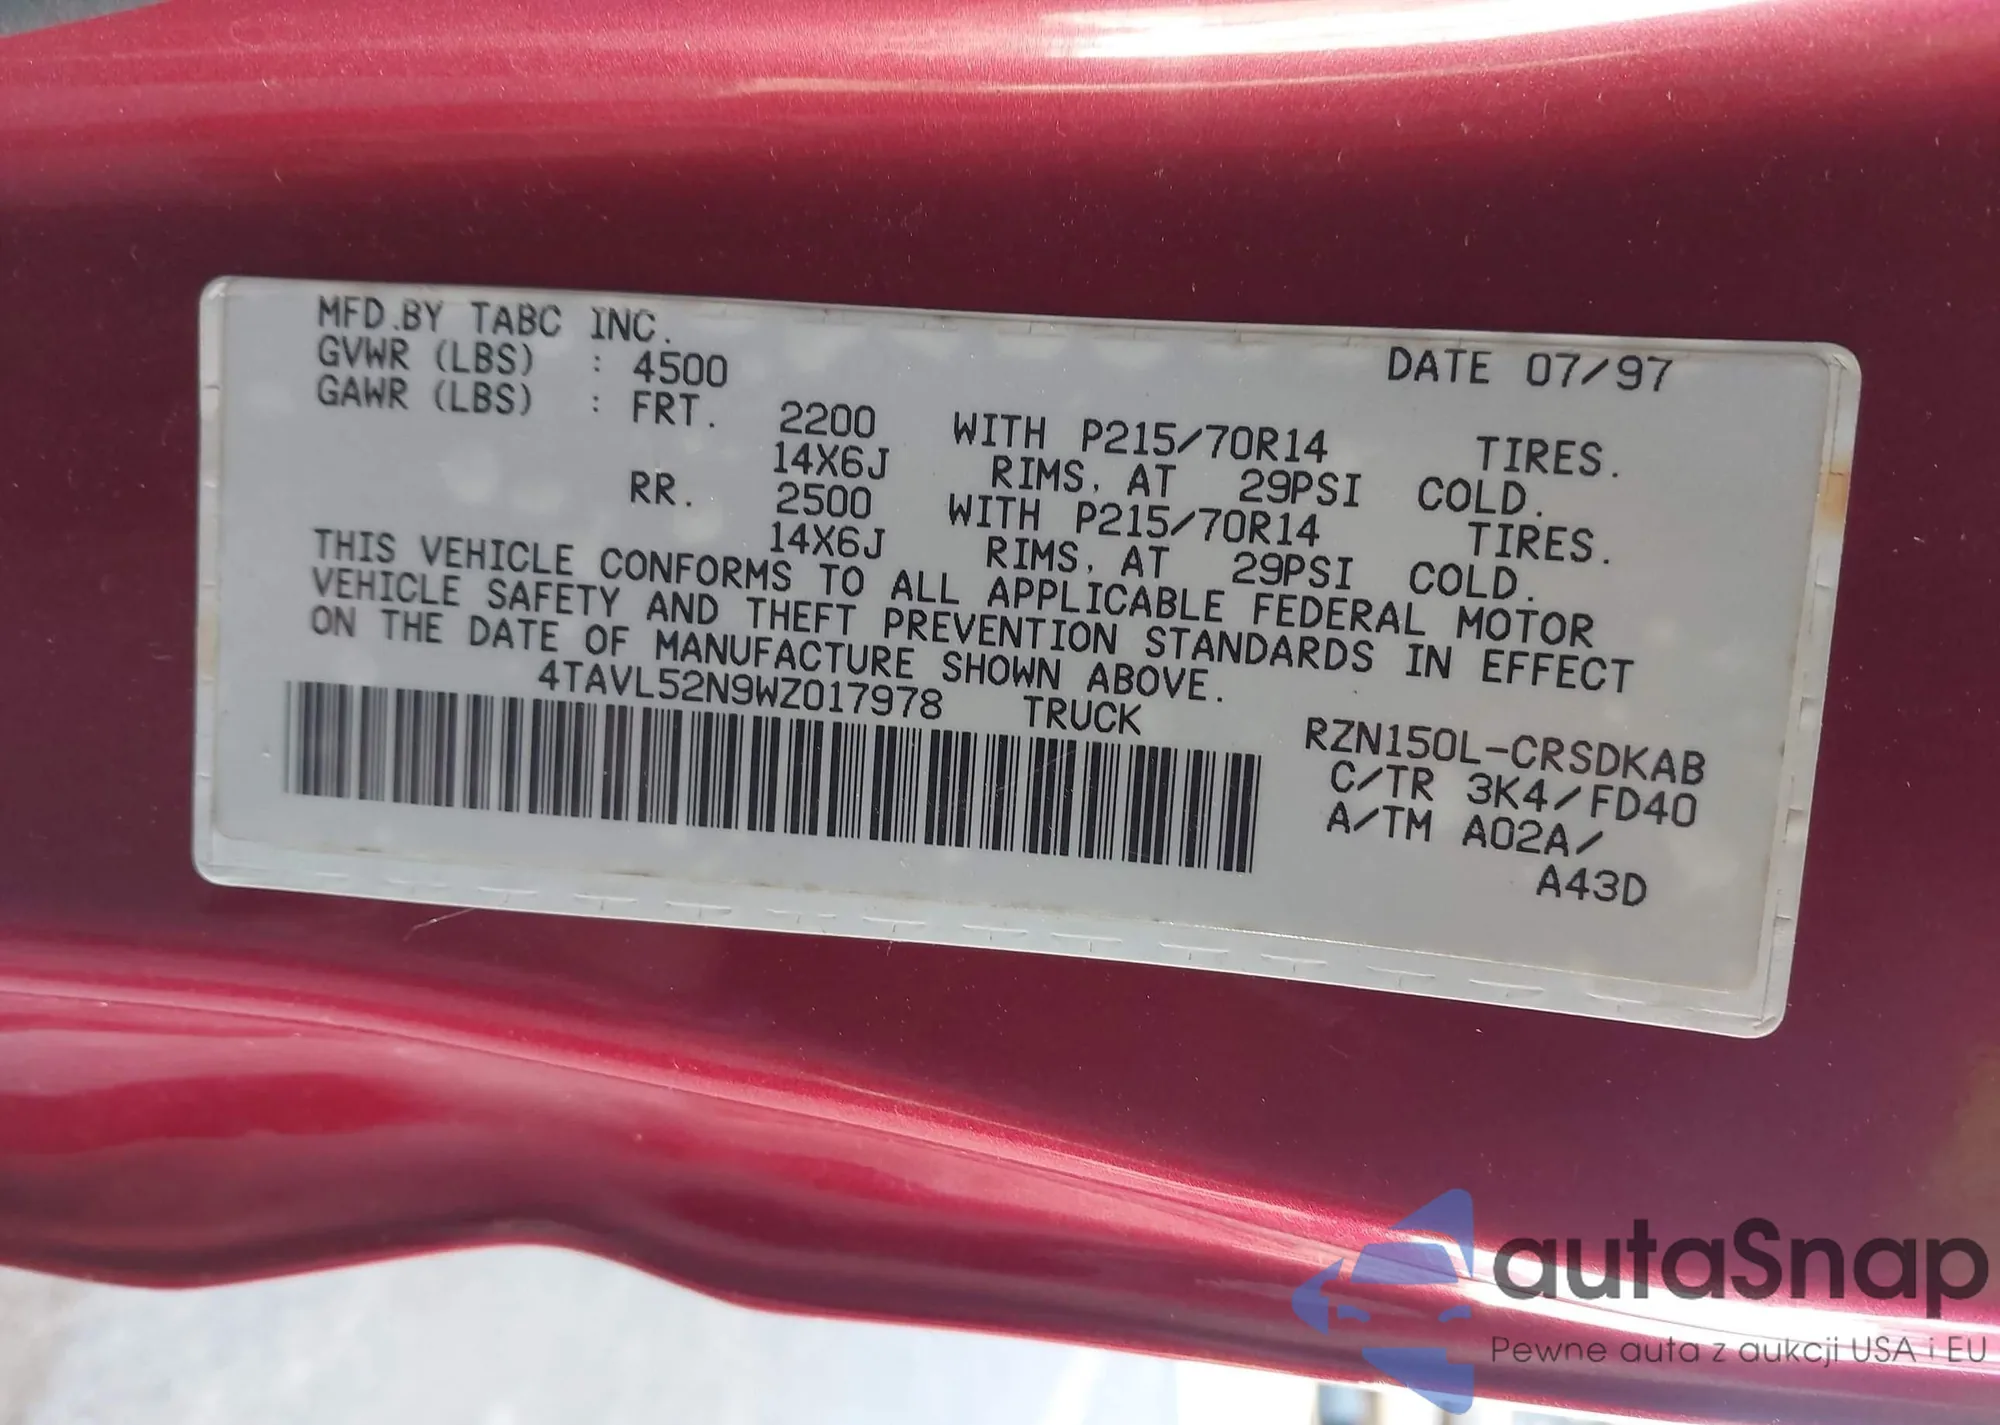 MFD.BY TABC INC.
DATE 07/97
GVWR (LBS) : 4500
GAWR (LBS) : FRT. 2200 WITH P215/70R14 TIRES.
14X6J RIMS, AT 29PSI COLD.
RR. 2500 WITH P215/70R14 TIRES.
14X6J RIMS, AT 29PSI COLD.
THIS VEHICLE CONFORMS TO ALL APPLICABLE FEDERAL MOTOR
VEHICLE SAFETY AND THEFT PREVENTION STANDARDS IN EFFECT
ON THE DATE OF MANUFACTURE SHOWN ABOVE.
4TAVL52N9WZ017978 TRUCK
RZN150L-CRSDKAB
C/TR 3K4/FD40
A/TM A02A/
A43D
autaSnap
Pewne auta z aukcji USA i EU